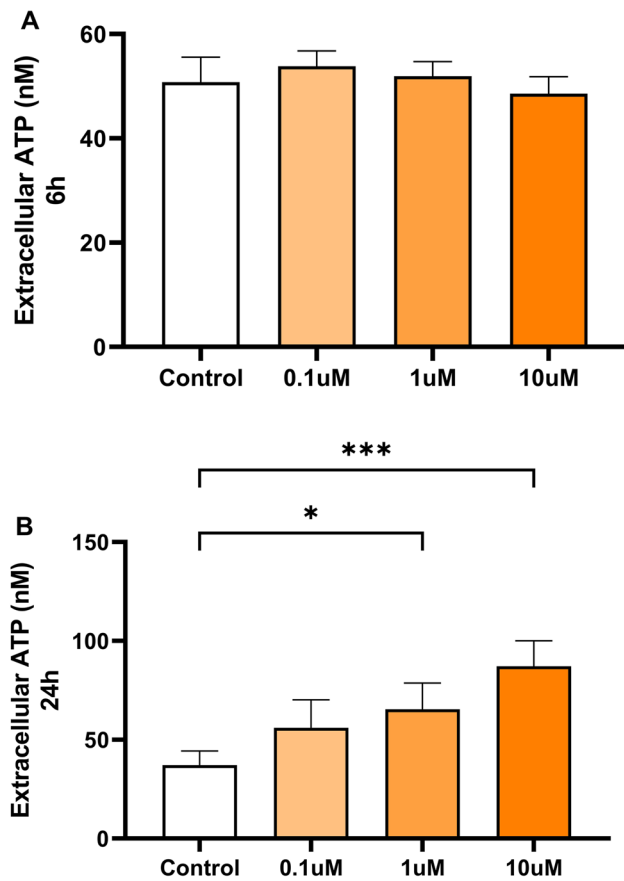 A
Extracellular ATP (nM)
6h
60
40
20
0
Control 0.1uM 1uM 10uM
***
*
B
Extracellular ATP (nM)
24h
150
100
50
0
Control 0.1uM 1uM 10uM